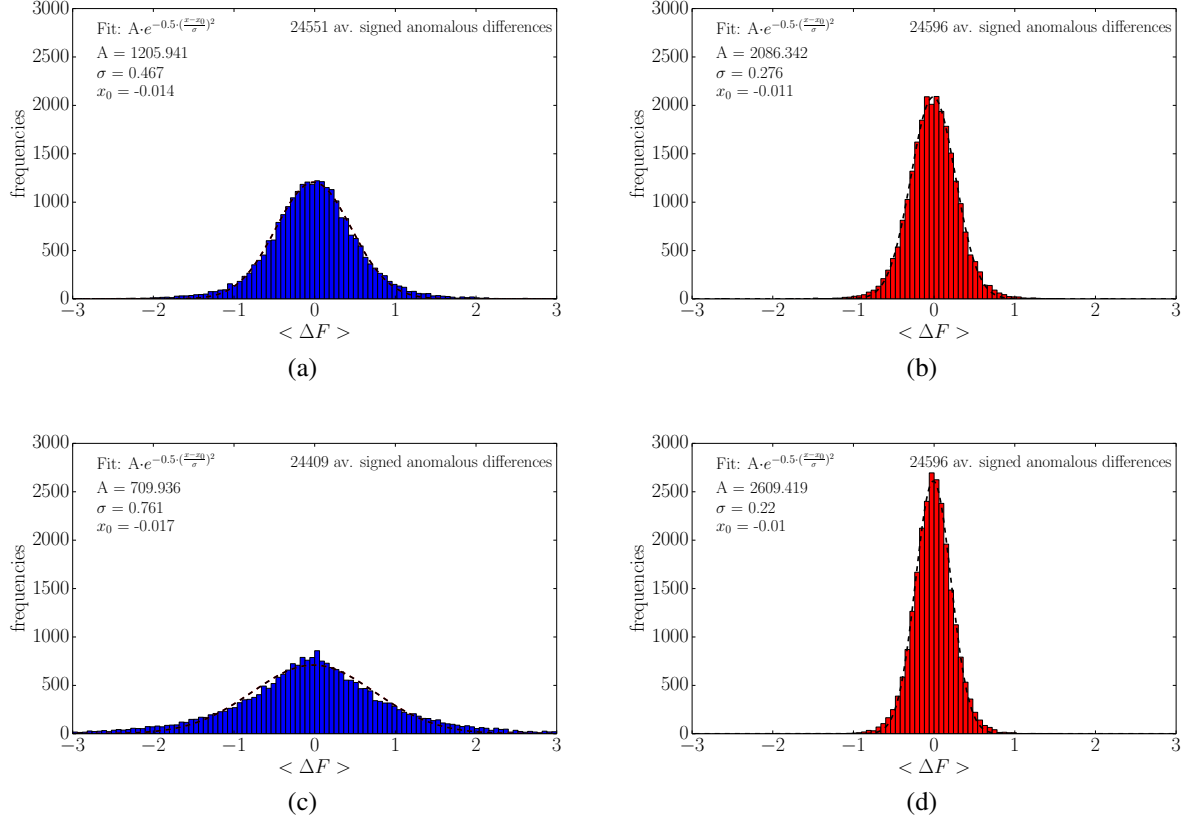 3000
2500
2000
1500
1000
500
0
frequencies
Fit: A·e^{−0.5·(\frac{x−x_0}{σ})^2}
A = 1205.941
σ = 0.467
x_0 = -0.014
24551 av. signed anomalous differences
−3 −2 −1 0 1 2 3
< ΔF >
(a)
3000
2500
2000
1500
1000
500
0
frequencies
Fit: A·e^{−0.5·(\frac{x−x_0}{σ})^2}
A = 2086.342
σ = 0.276
x_0 = -0.011
24596 av. signed anomalous differences
−3 −2 −1 0 1 2 3
< ΔF >
(b)
3000
2500
2000
1500
1000
500
0
frequencies
Fit: A·e^{−0.5·(\frac{x−x_0}{σ})^2}
A = 709.936
σ = 0.761
x_0 = -0.017
24409 av. signed anomalous differences
−3 −2 −1 0 1 2 3
< ΔF >
(c)
3000
2500
2000
1500
1000
500
0
frequencies
Fit: A·e^{−0.5·(\frac{x−x_0}{σ})^2}
A = 2609.419
σ = 0.22
x_0 = -0.01
24596 av. signed anomalous differences
−3 −2 −1 0 1 2 3
< ΔF >
(d)